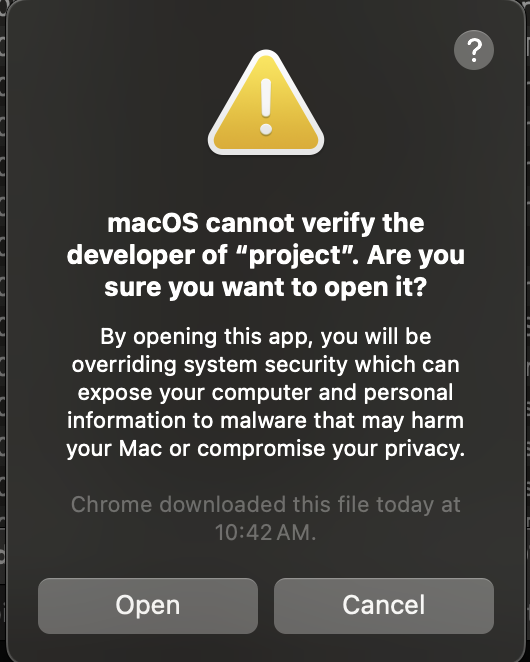 ?
macOS cannot verify the
developer of “project”. Are you
sure you want to open it?
By opening this app, you will be
overriding system security which can
expose your computer and personal
information to malware that may harm
your Mac or compromise your privacy.
Chrome downloaded this file today at
10:42 AM.
Open
Cancel